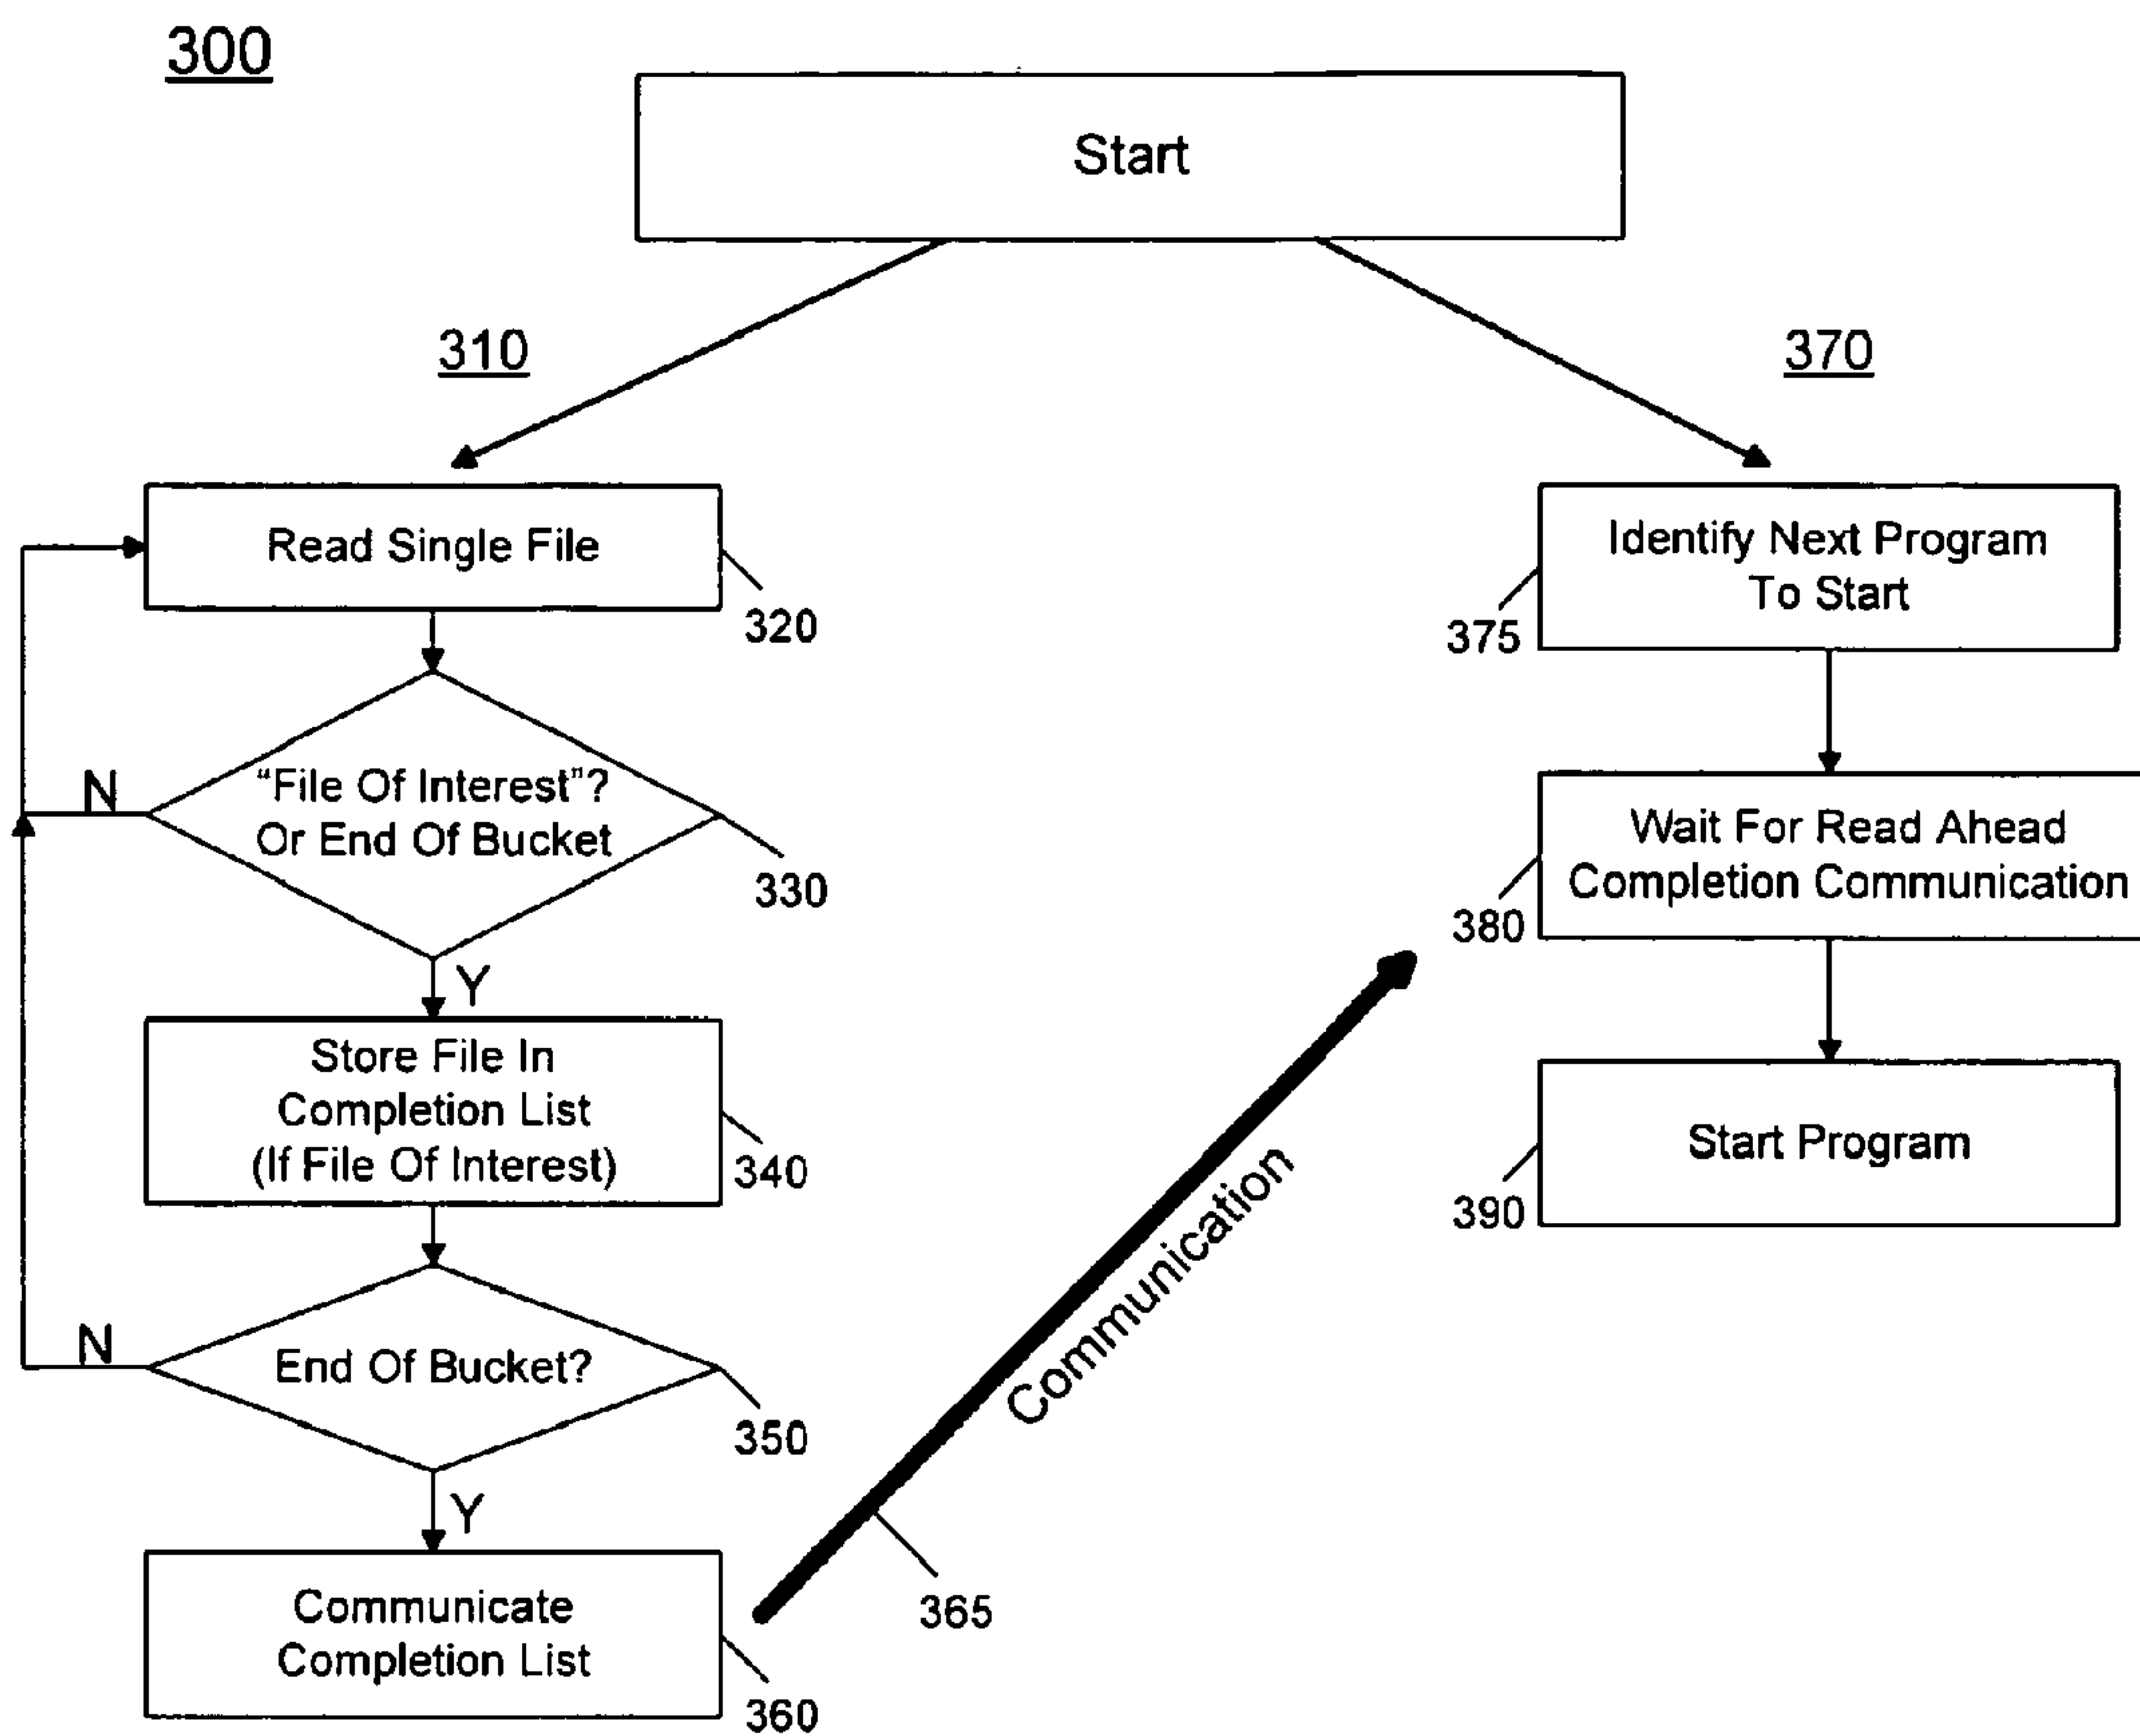 300
Start
310
370
Read Single File
320
Identify Next Program
To Start
375
N
“File Of Interest”?
Or End Of Bucket
330
Wait For Read Ahead
Completion Communication
380
Y
Store File In
Completion List
(If File Of Interest)
340
Start Program
390
Communication
N
End Of Bucket?
350
Y
365
Communicate
Completion List
360